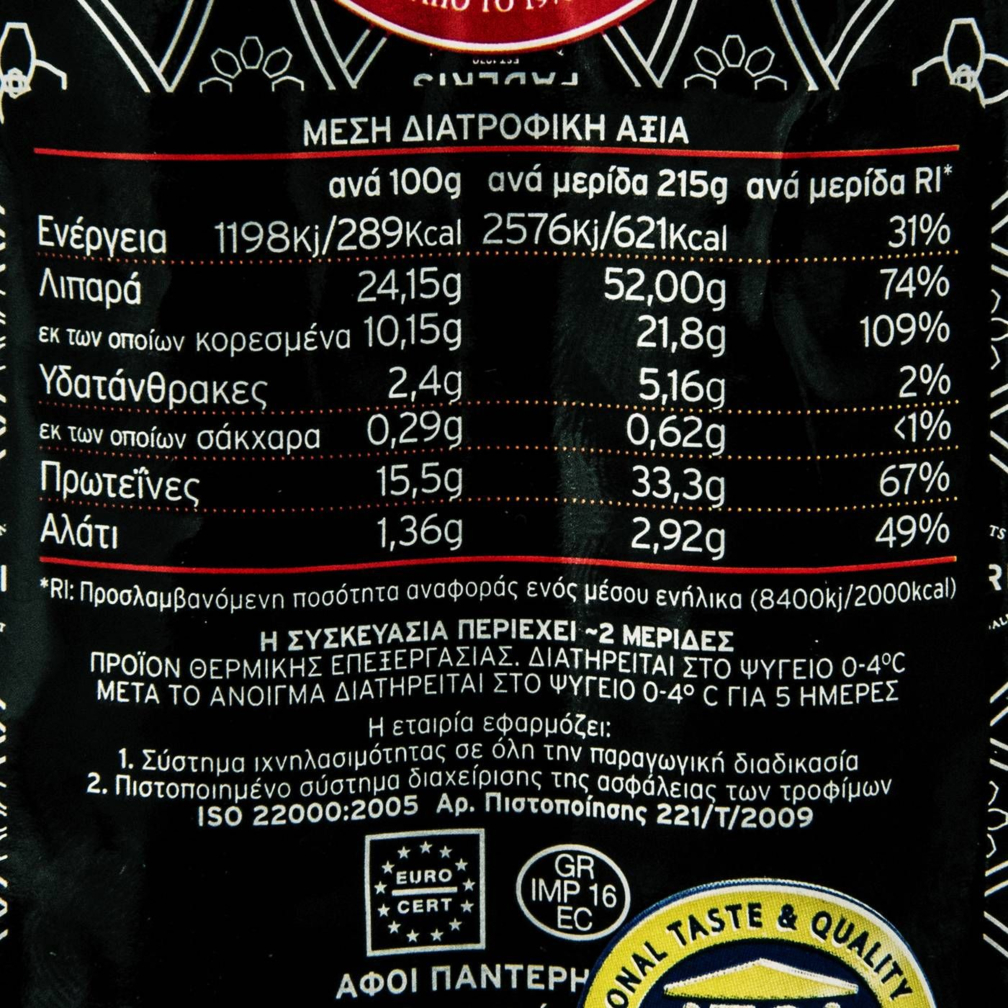 ΑΠΟ ΤΟ 197
ΜΕΣΗ ΔΙΑΤΡΟΦΙΚΗ ΑΞΙΑ
ανά 100g ανά μερίδα 215g ανά μερίδα RI*
Ενέργεια 1198Kj/289Kcal 2576Kj/621Kcal 31%
Λιπαρά 24,15g 52,00g 74%
εκ των οποίων κορεσμένα 10,15g 21,8g 109%
Υδατάνθρακες 2,4g 5,16g 2%
εκ των οποίων σάκχαρα 0,29g 0,62g <1%
Πρωτεΐνες 15,5g 33,3g 67%
Αλάτι 1,36g 2,92g 49%
*RI: Προσλαμβανόμενη ποσότητα αναφοράς ενός μέσου ενήλικα (8400kj/2000kcal)
Η ΣΥΣΚΕΥΑΣΙΑ ΠΕΡΙΕΧΕΙ ~2 ΜΕΡΙΔΕΣ
ΠΡΟΪΟΝ ΘΕΡΜΙΚΗΣ ΕΠΕΞΕΡΓΑΣΙΑΣ. ΔΙΑΤΗΡΕΙΤΑΙ ΣΤΟ ΨΥΓΕΙΟ 0-4°C
ΜΕΤΑ ΤΟ ΑΝΟΙΓΜΑ ΔΙΑΤΗΡΕΙΤΑΙ ΣΤΟ ΨΥΓΕΙΟ 0-4° C ΓΙΑ 5 ΗΜΕΡΕΣ
Η εταιρία εφαρμόζει:
1. Σύστημα ιχνηλασιμότητας σε όλη την παραγωγική διαδικασία
2. Πιστοποιημένο σύστημα διαχείρισης της ασφάλειας των τροφίμων
ISO 22000:2005 Αρ. Πιστοποίησης 221/T/2009
EURO
CERT
GR
IMP 16
EC
ΑΦΟΙ ΠΑΝΤΕΡΗ
ONAL TASTE & QUALITY